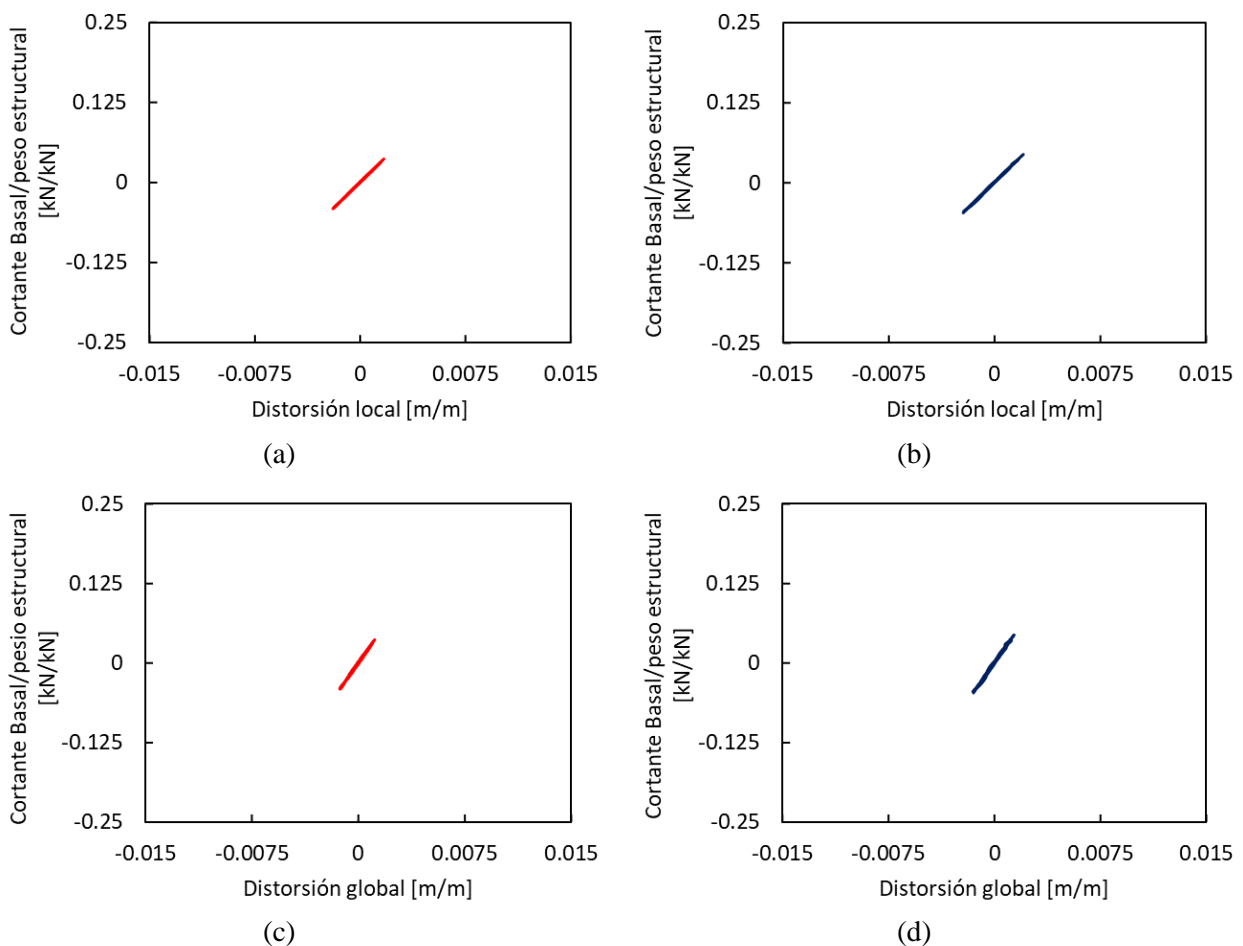 Cortante Basal/peso estructural
[kN/kN]
0.25
0.125
0
-0.125
-0.25
-0.015 -0.0075 0 0.0075 0.015
Distorsión local [m/m]
(a)
Cortante Basal/peso estructural
[kN/kN]
0.25
0.125
0
-0.125
-0.25
-0.015 -0.0075 0 0.0075 0.015
Distorsión local [m/m]
(b)
Cortante Basal/pesio estructural
[kN/kN]
0.25
0.125
0
-0.125
-0.25
-0.015 -0.0075 0 0.0075 0.015
Distorsión global [m/m]
(c)
Cortante Basal/peso estructural
[kN/kN]
0.25
0.125
0
-0.125
-0.25
-0.015 -0.0075 0 0.0075 0.015
Distorsión global [m/m]
(d)